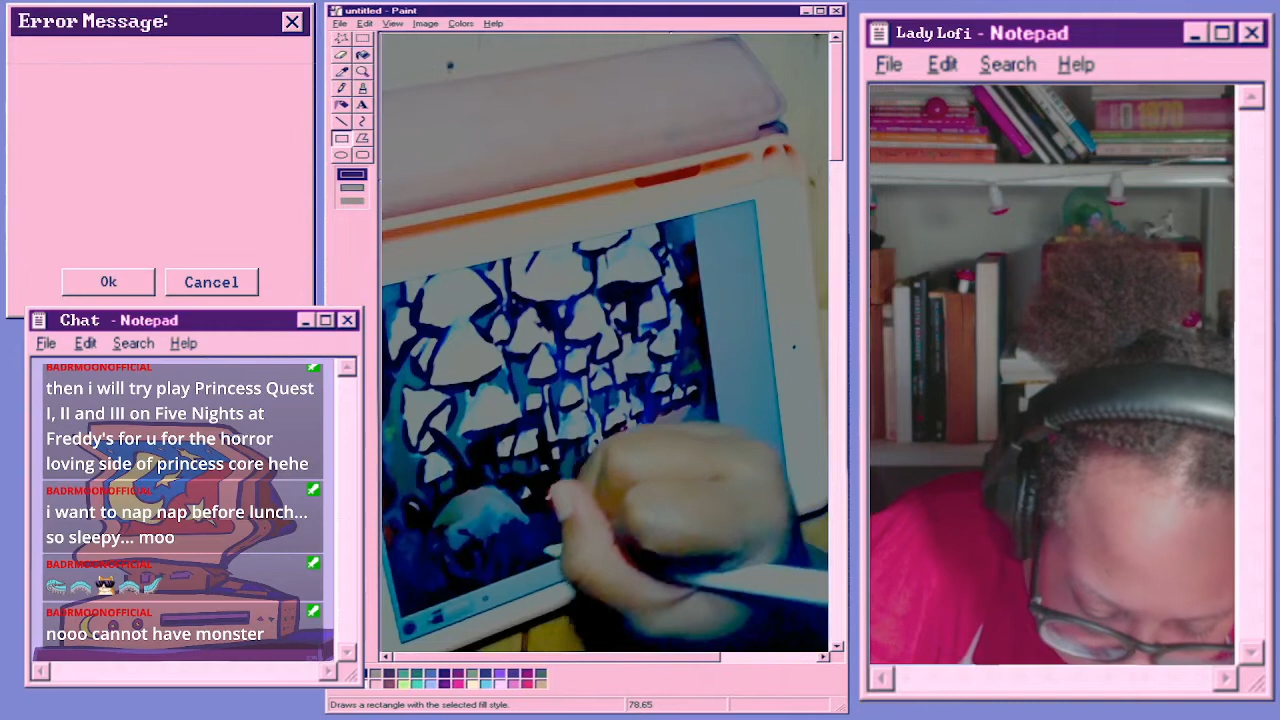 Error Message:
Ok
Cancel
untitled - Paint
File Edit View Image Colors Help
Draws a rectangle with the selected fill style.
78.65
Chat - Notepad
File Edit Search Help
BADRMOONOFFICIAL
then i will try play Princess Quest
I, II and III on Five Nights at
Freddy's for u for the horror
loving side of princess core hehe
BADRMOONOFFICIAL
i want to nap nap before lunch...
so sleepy... moo
BADRMOONOFFICIAL
BADRMOONOFFICIAL
nooo cannot have monster
Lady Lofi - Notepad
File Edit Search Help
1970